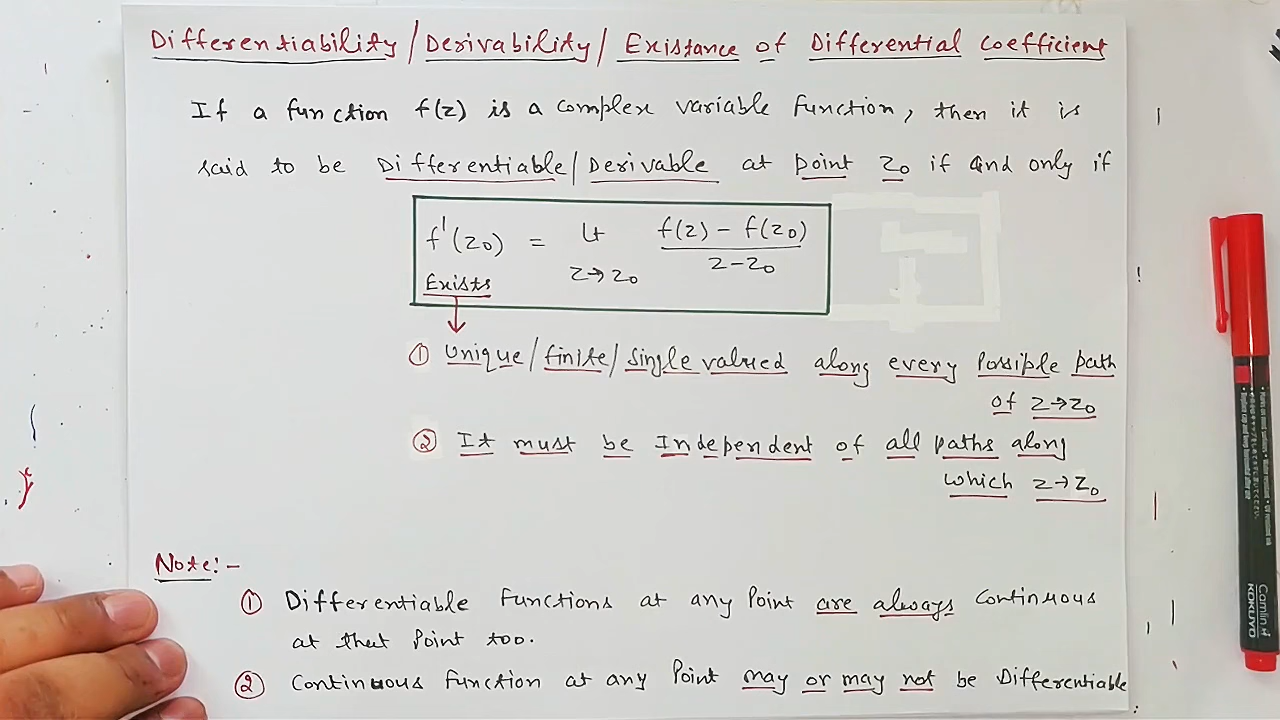 Differentiability/Derivability/Existance of Differential Coefficient
If a function f(z) is a complex variable function, then it is
said to be Differentiable/Derivable at point z₀ if and only if
f'(z₀) = Lt f(z) - f(z₀)
z→z₀ z-z₀
Exists
① Unique/finite/single valued along every possible path
of z→z₀
② It must be Independent of all paths along
which z→z₀
Note:-
① Differentiable functions at any Point are always Continuous
at that Point too.
② Continuous function at any Point may or may not be Differentiable
Camlin
KOKUYO